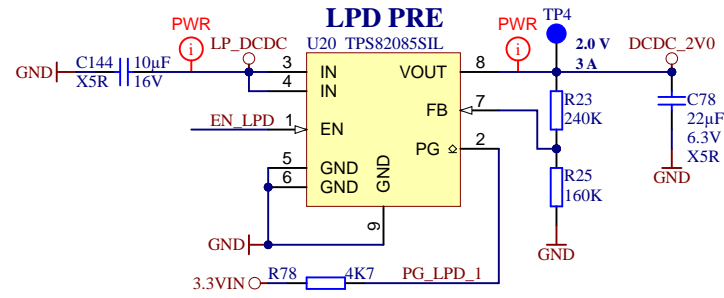 LPD PRE
PWR
LP_DCDC
U20 TPS82085SIL
PWR
TP4
2.0 V
3 A
DCDC_2V0
C144
10µF
GND
X5R
16V
3
IN
4
IN
VOUT
8
FB
7
EN_LPD
1
EN
PG
2
R23
240K
C78
22µF
6.3V
X5R
GND
5
GND
6
GND
GND
9
R25
160K
GND
GND
3.3VIN
R78
4K7
PG_LPD_1